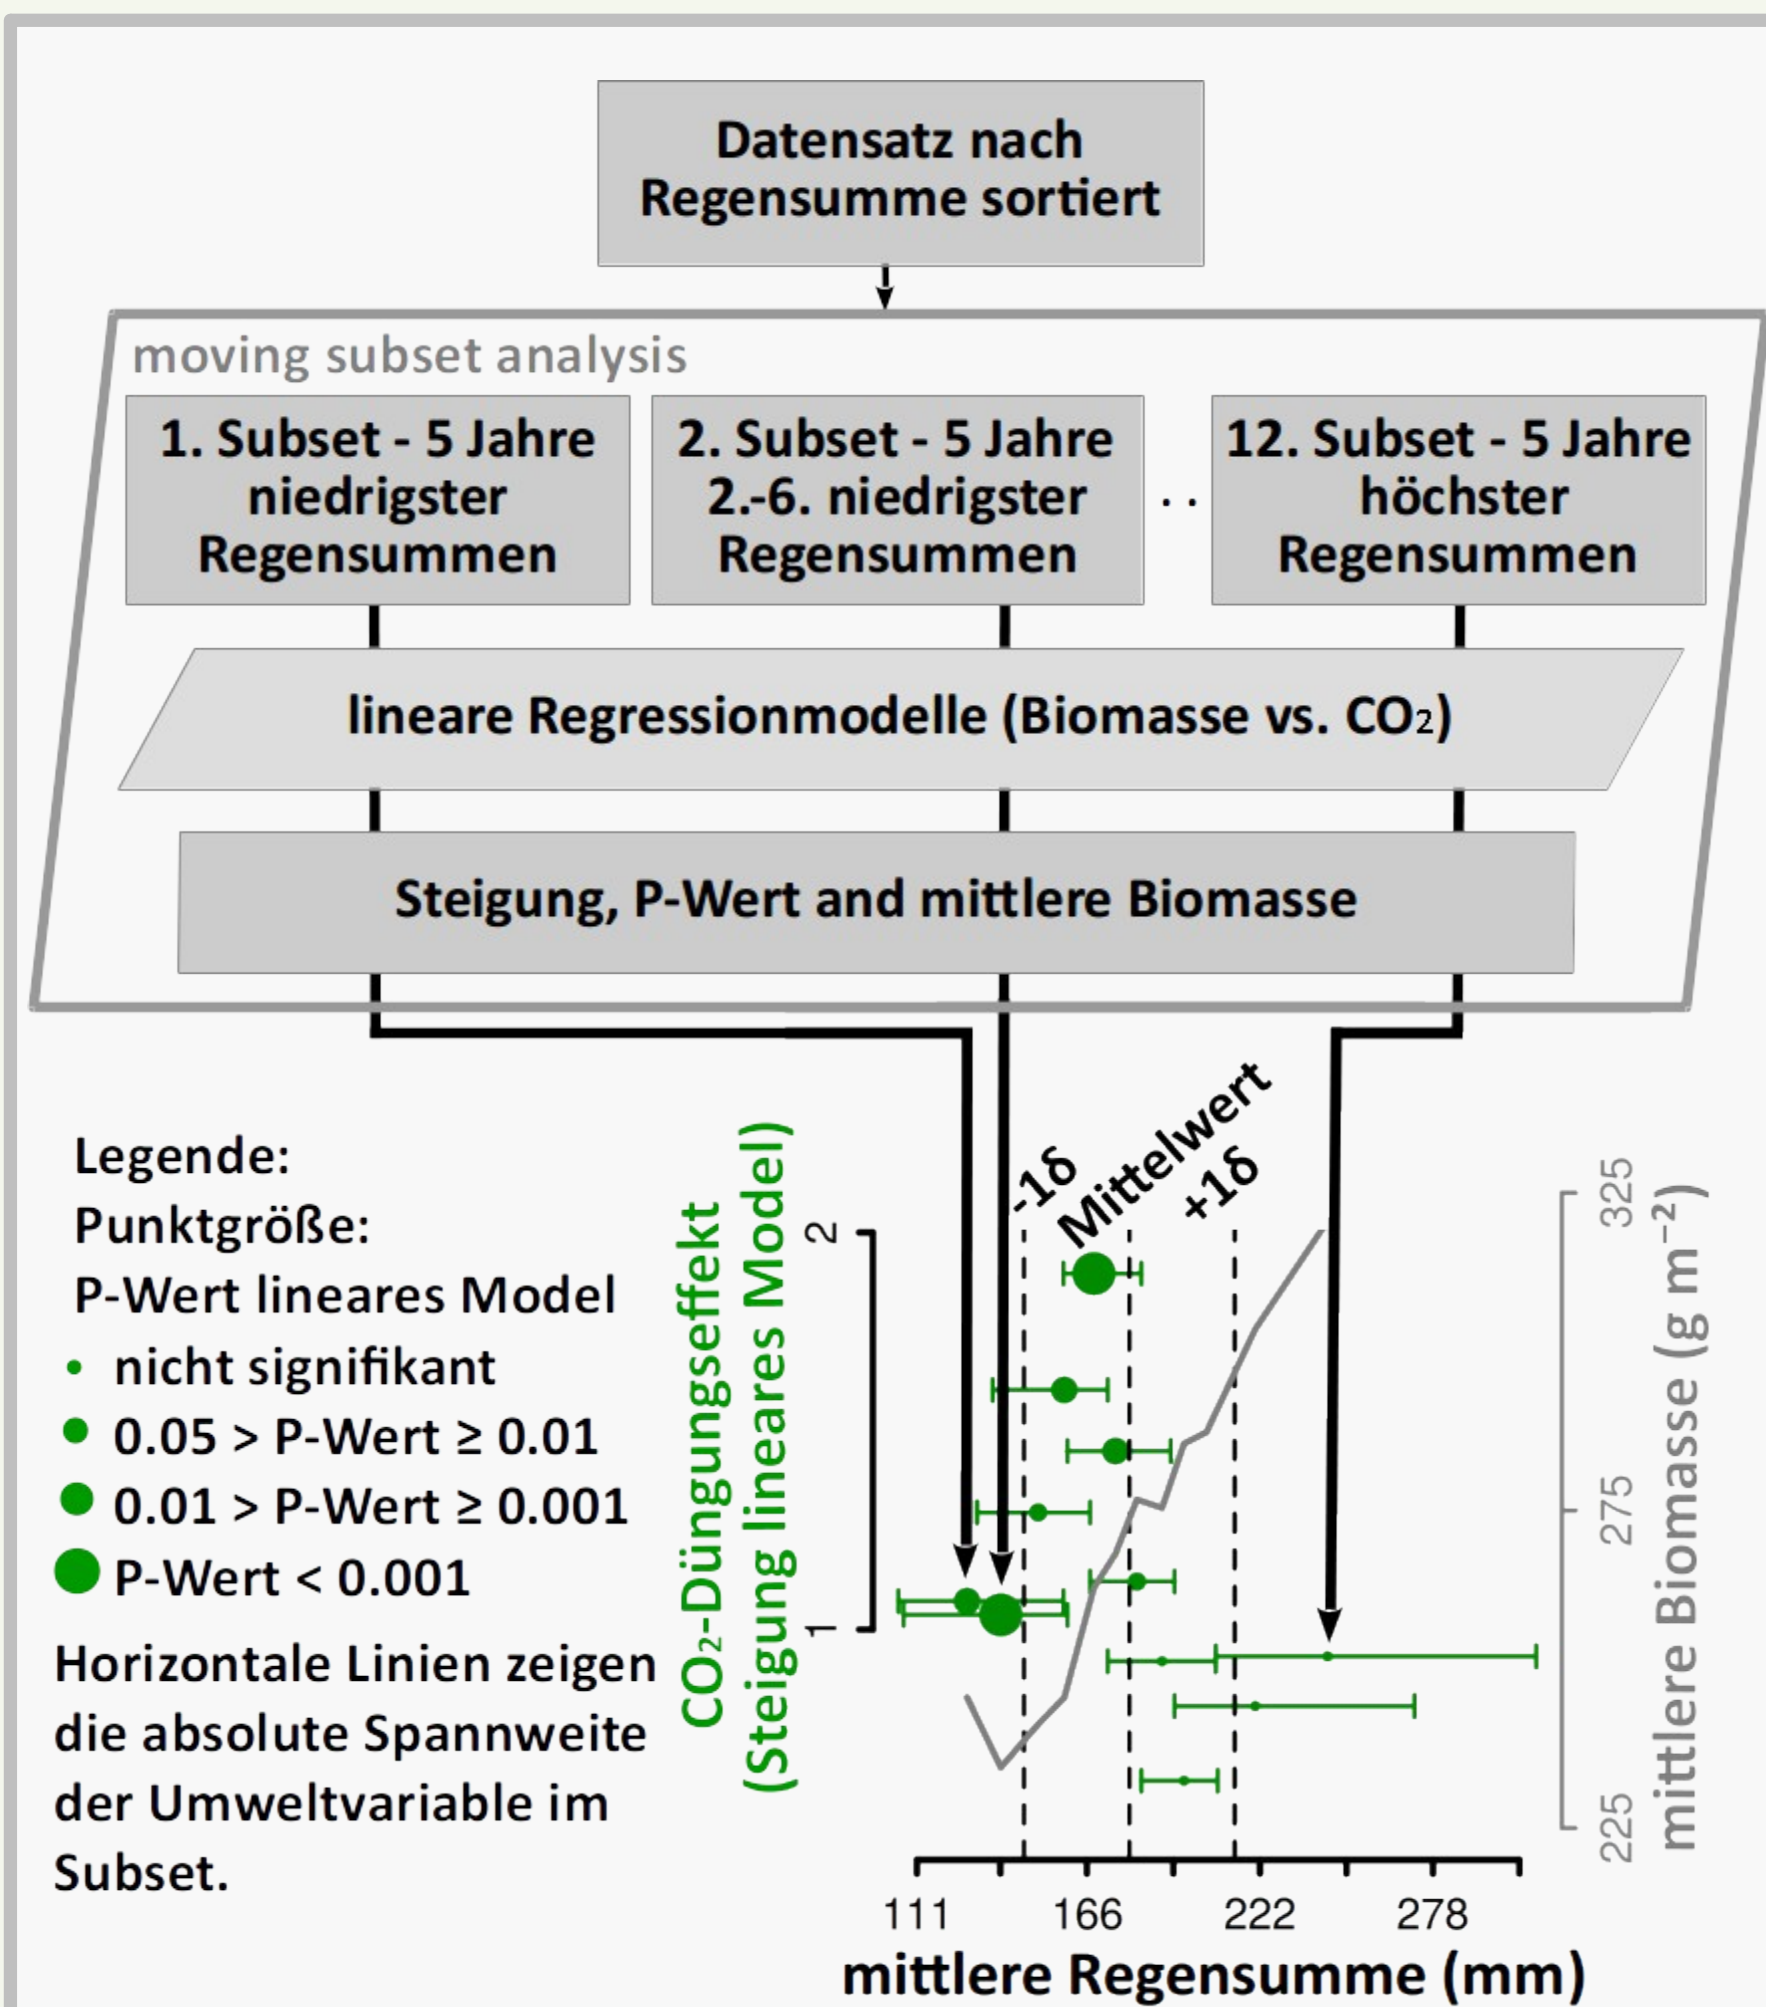 Datensatz nach
Regensumme sortiert
moving subset analysis
1. Subset - 5 Jahre
niedrigster
Regensummen
2. Subset - 5 Jahre
2.-6. niedrigster
Regensummen
. .
12. Subset - 5 Jahre
höchster
Regensummen
lineare Regressionmodelle (Biomasse vs. CO₂)
Steigung, P-Wert and mittlere Biomasse
Legende:
Punktgröße:
P-Wert lineares Model
nicht signifikant
0.05 > P-Wert ≥ 0.01
0.01 > P-Wert ≥ 0.001
P-Wert < 0.001
Horizontale Linien zeigen
die absolute Spannweite
der Umweltvariable im
Subset.
CO₂-Düngungseffekt
(Steigung lineares Model)
2
1
-1δ
Mittelwert
+1δ
325
275
225
mittlere Biomasse (g m⁻²)
111 166 222 278
mittlere Regensumme (mm)